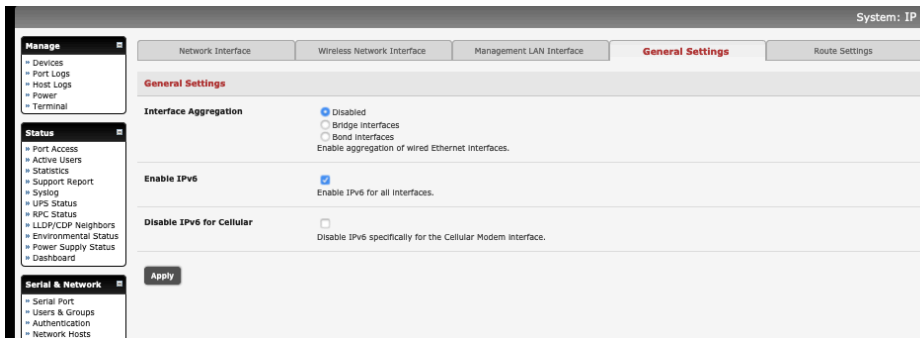 System: IP
Manage
Devices
Port Logs
Host Logs
Power
Terminal
Status
Port Access
Active Users
Statistics
Support Report
Syslog
UPS Status
RPC Status
LLDP/CDP Neighbors
Environmental Status
Power Supply Status
Dashboard
Serial & Network
Serial Port
Users & Groups
Authentication
Network Hosts
Network Interface
Wireless Network Interface
Management LAN Interface
General Settings
Route Settings
General Settings
Interface Aggregation
Disabled
Bridge interfaces
Bond interfaces
Enable aggregation of wired Ethernet interfaces.
Enable IPv6
Enable IPv6 for all interfaces.
Disable IPv6 for Cellular
Disable IPv6 specifically for the Cellular Modem interface.
Apply